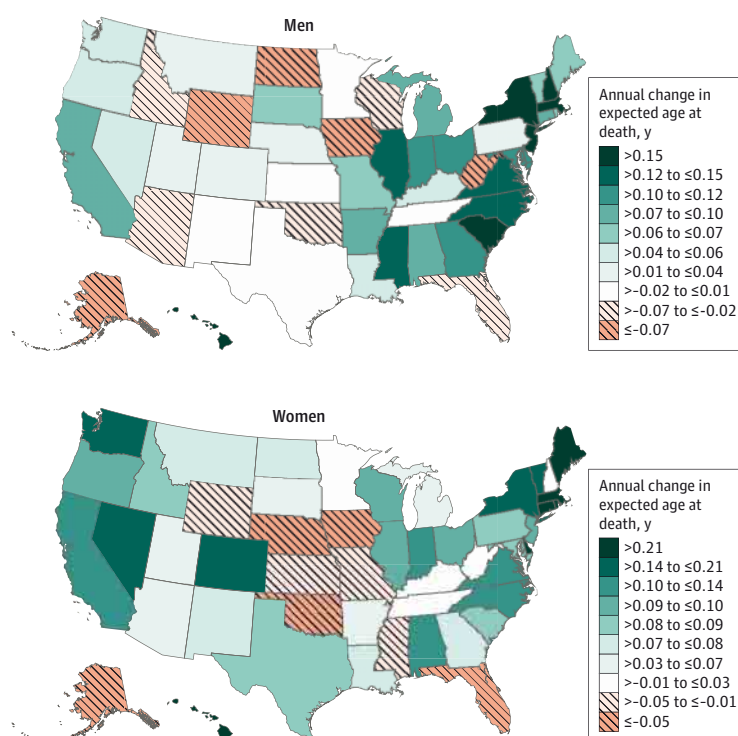 Men
Annual change in
expected age at
death, y
>0.15
>0.12 to ≤0.15
>0.10 to ≤0.12
>0.07 to ≤0.10
>0.06 to ≤0.07
>0.04 to ≤0.06
>0.01 to ≤0.04
>-0.02 to ≤0.01
>-0.07 to ≤-0.02
≤-0.07
Women
Annual change in
expected age at
death, y
>0.21
>0.14 to ≤0.21
>0.10 to ≤0.14
>0.09 to ≤0.10
>0.08 to ≤0.09
>0.07 to ≤0.08
>0.03 to ≤0.07
>-0.01 to ≤0.03
>-0.05 to ≤-0.01
≤-0.05